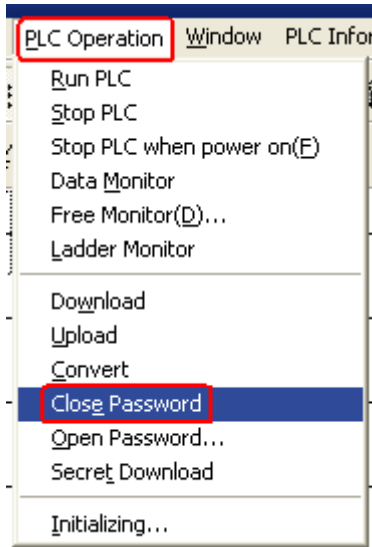 PLC Operation Window PLC Infor
Run PLC
Stop PLC
Stop PLC when power on(F)
Data Monitor
Free Monitor(D)...
Ladder Monitor
Download
Upload
Convert
Close Password
Open Password...
Secret Download
Initializing...